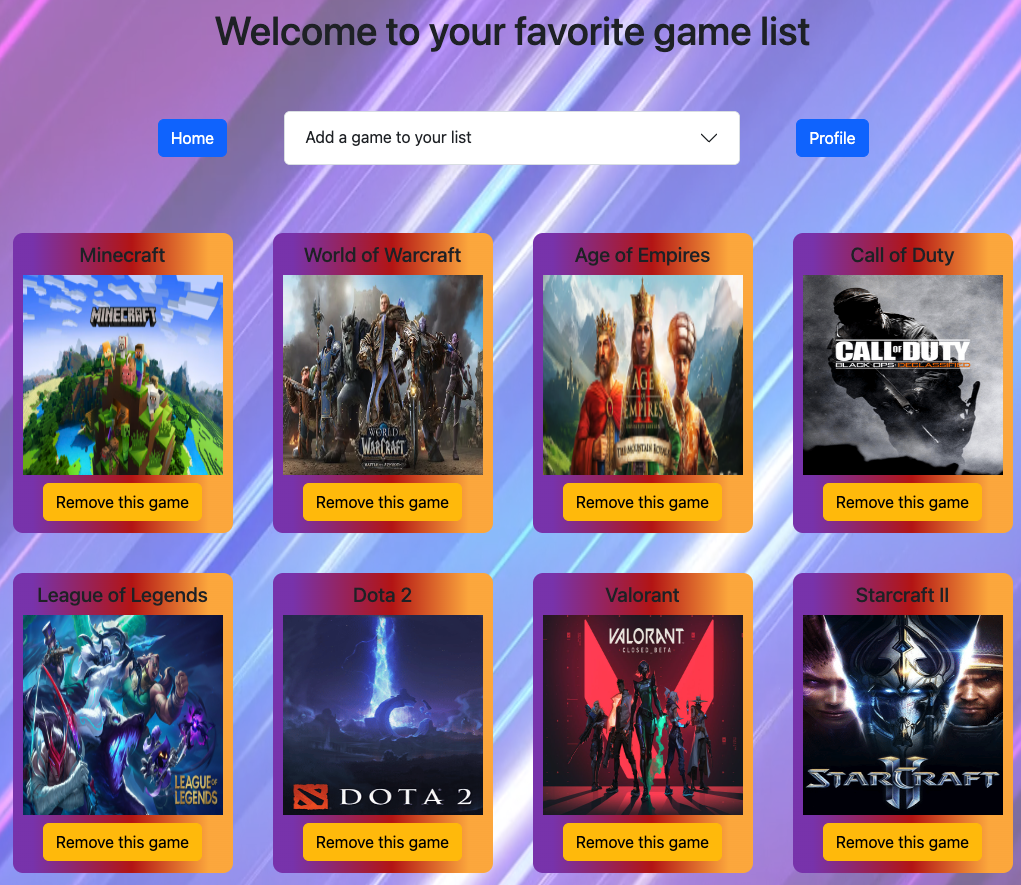 Welcome to your favorite game list
Home
Add a game to your list
Profile
Minecraft
World of Warcraft
Age of Empires
Call of Duty
MINECRAFT
WORLD OF
WARCRAFT
AGE
EMPIRES
THE MOUNTAIN ROYALS
CALL OF DUTY
BLACK OPS DECLASSIFIED
Remove this game
Remove this game
Remove this game
Remove this game
League of Legends
Dota 2
Valorant
Starcraft II
LEAGUE OF
LEGENDS
DOTA 2
VALORANT
CLOSED_BETA
STARCRAFT
II
Remove this game
Remove this game
Remove this game
Remove this game